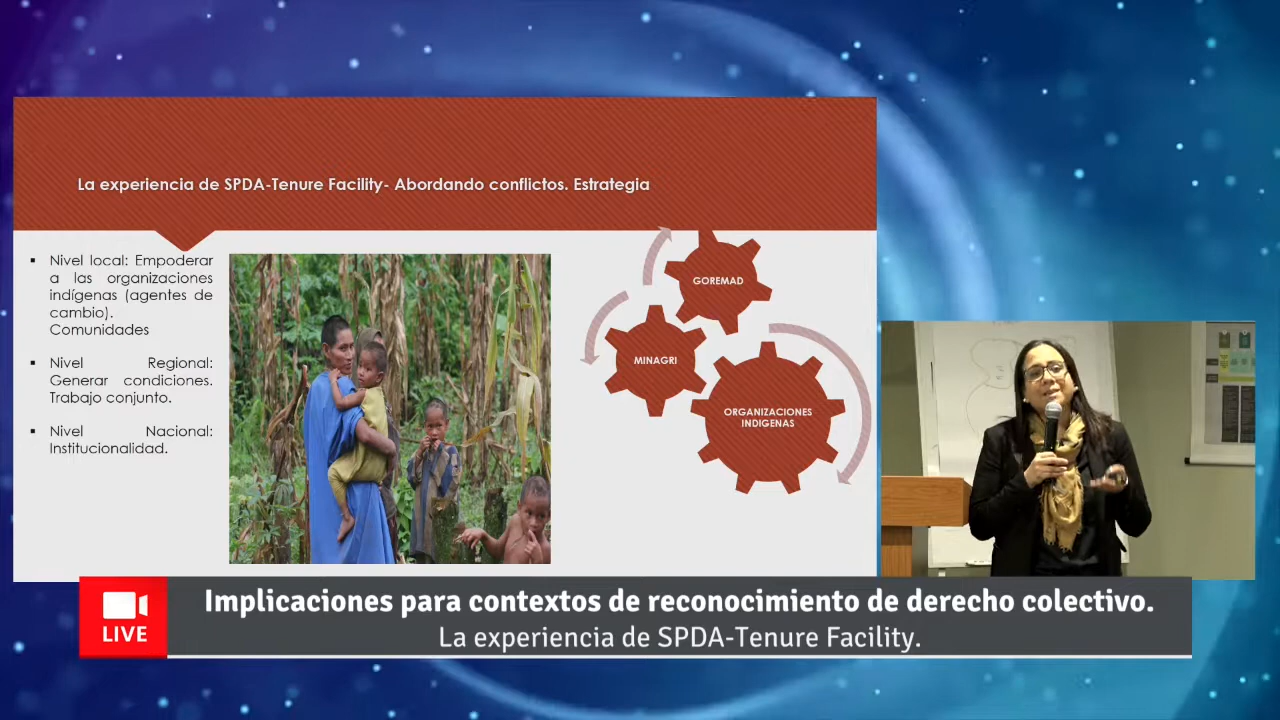 La experiencia de SPDA-Tenure Facility- Abordando conflictos. Estrategia
▪ Nivel local: Empoderar
a las organizaciones
indígenas (agentes de
cambio).
Comunidades
▪ Nivel Regional:
Generar condiciones.
Trabajo conjunto.
▪ Nivel Nacional:
Institucionalidad.
GOREMAD
MINAGRI
ORGANIZACIONES
INDIGENAS
LIVE
Implicaciones para contextos de reconocimiento de derecho colectivo.
La experiencia de SPDA-Tenure Facility.